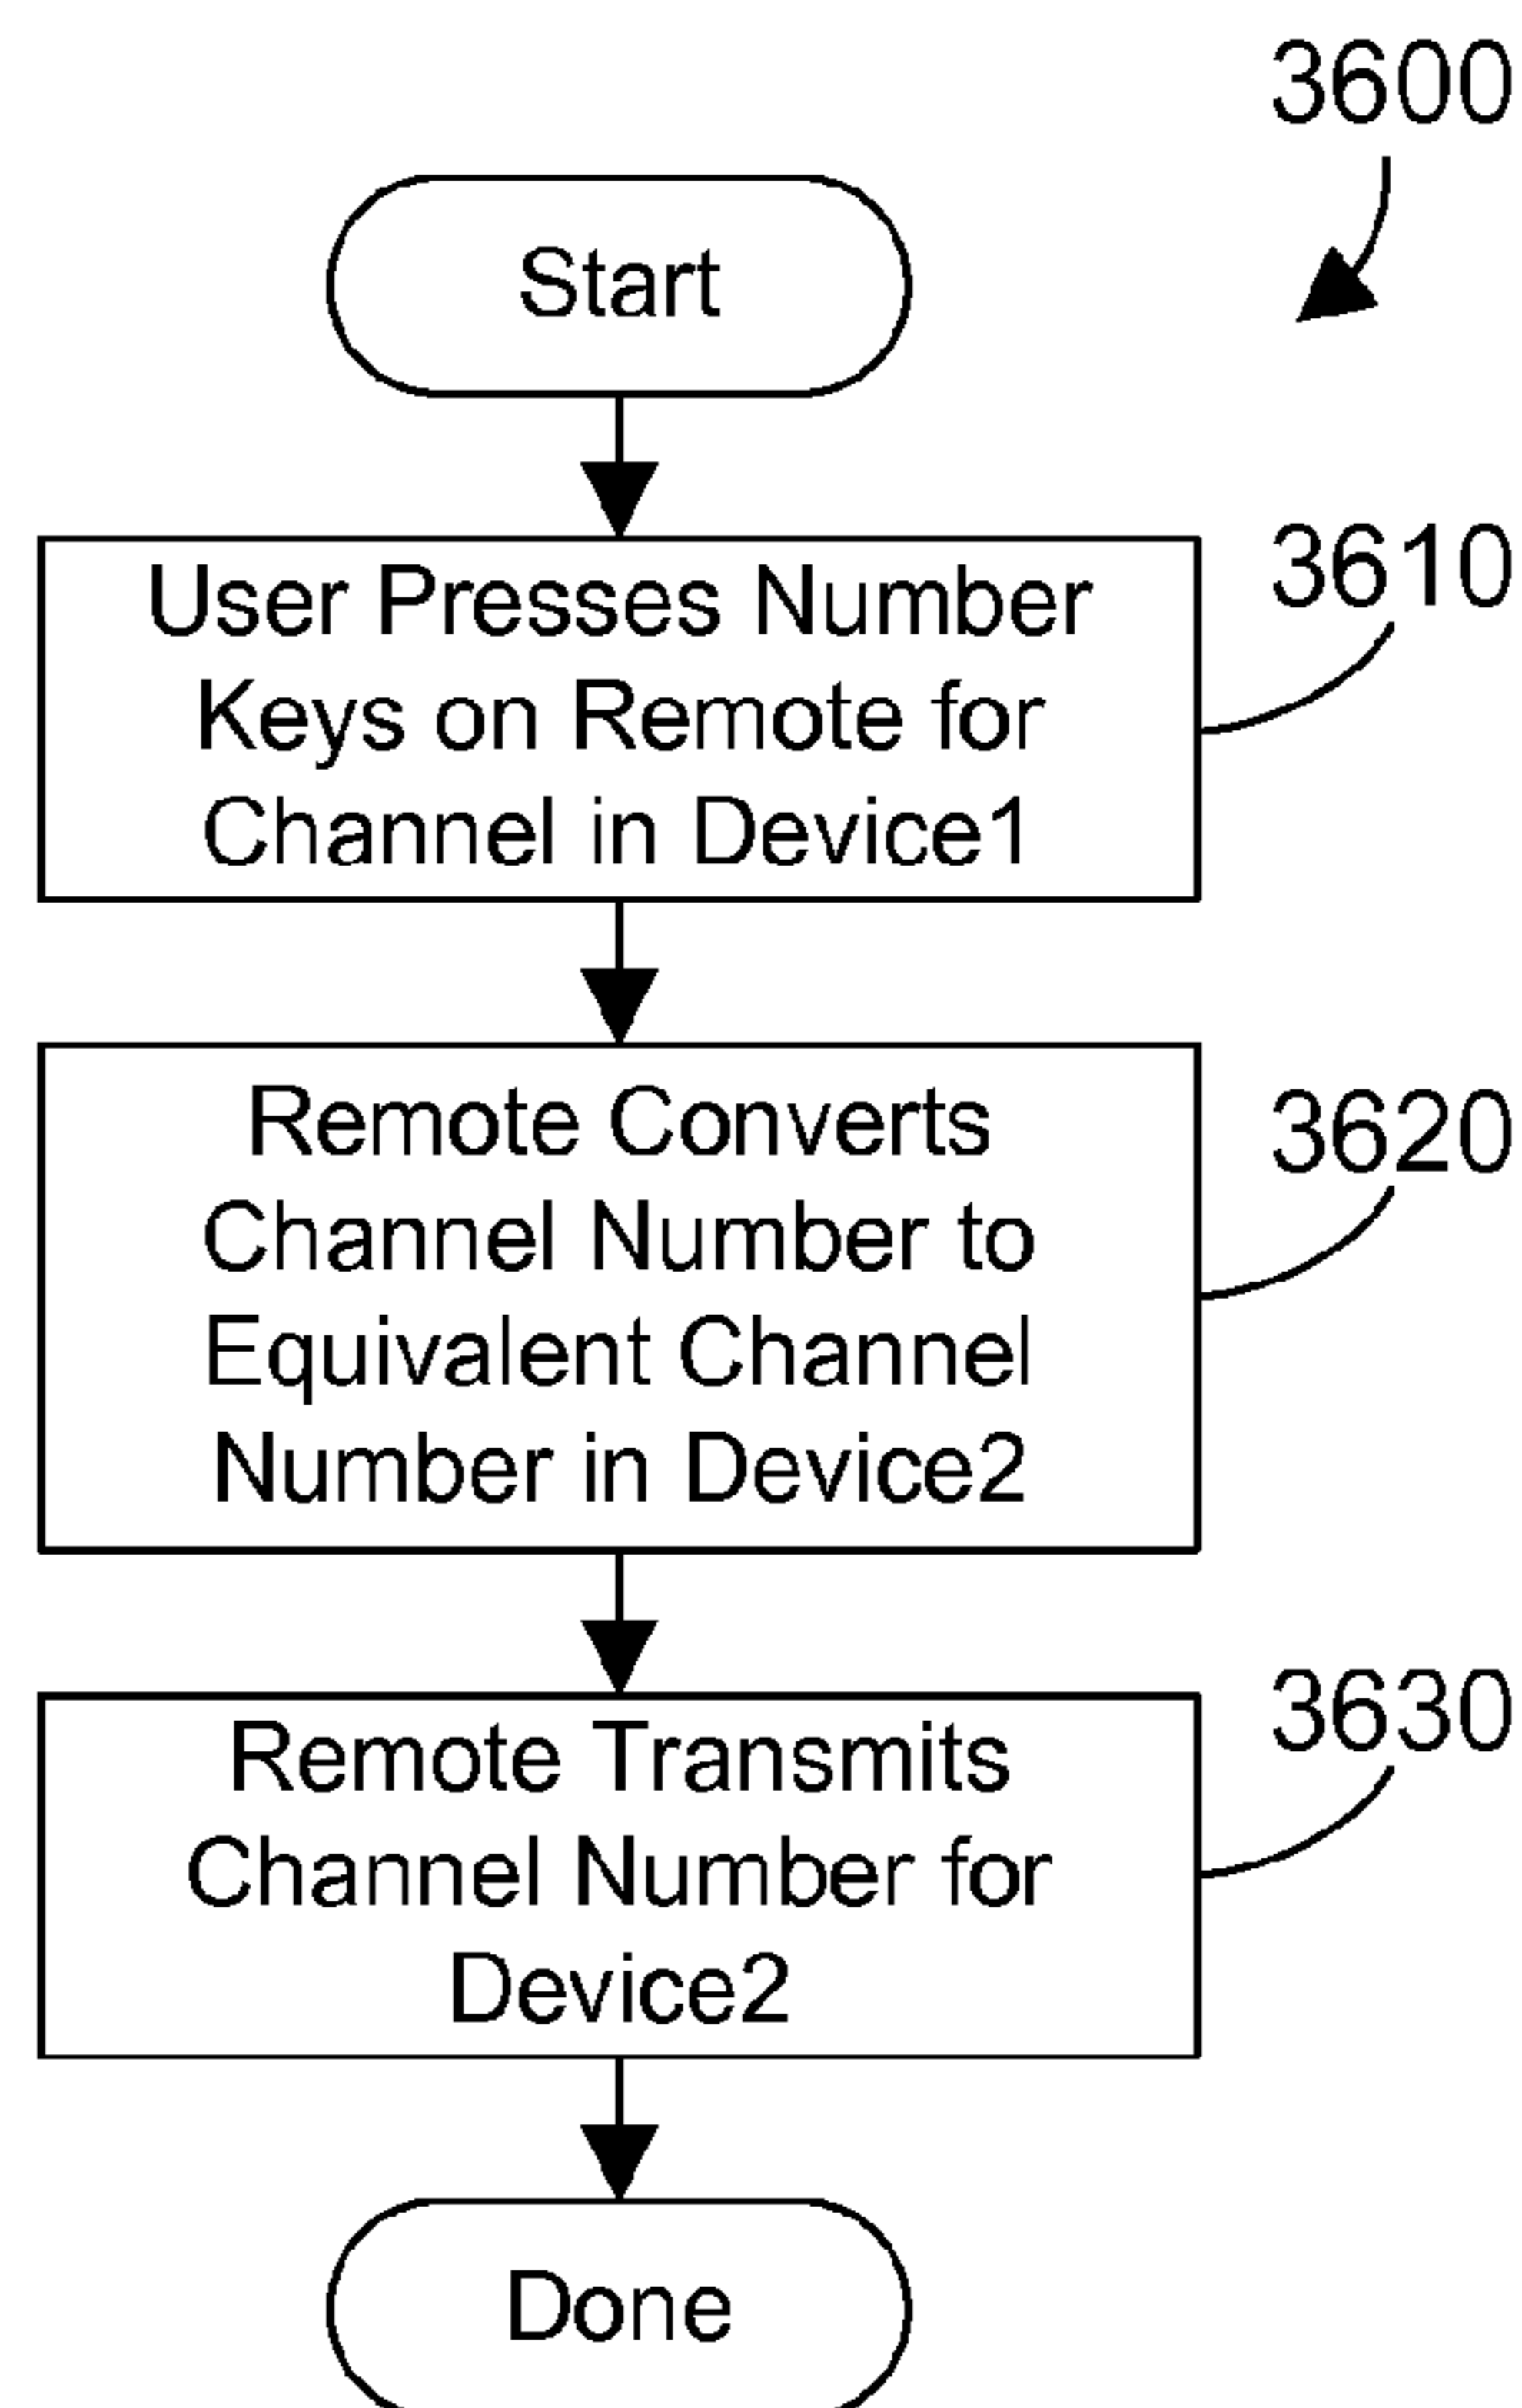 3600
Start
User Presses Number
Keys on Remote for
Channel in Device1
3610
Remote Converts
Channel Number to
Equivalent Channel
Number in Device2
3620
Remote Transmits
Channel Number for
Device2
3630
Done